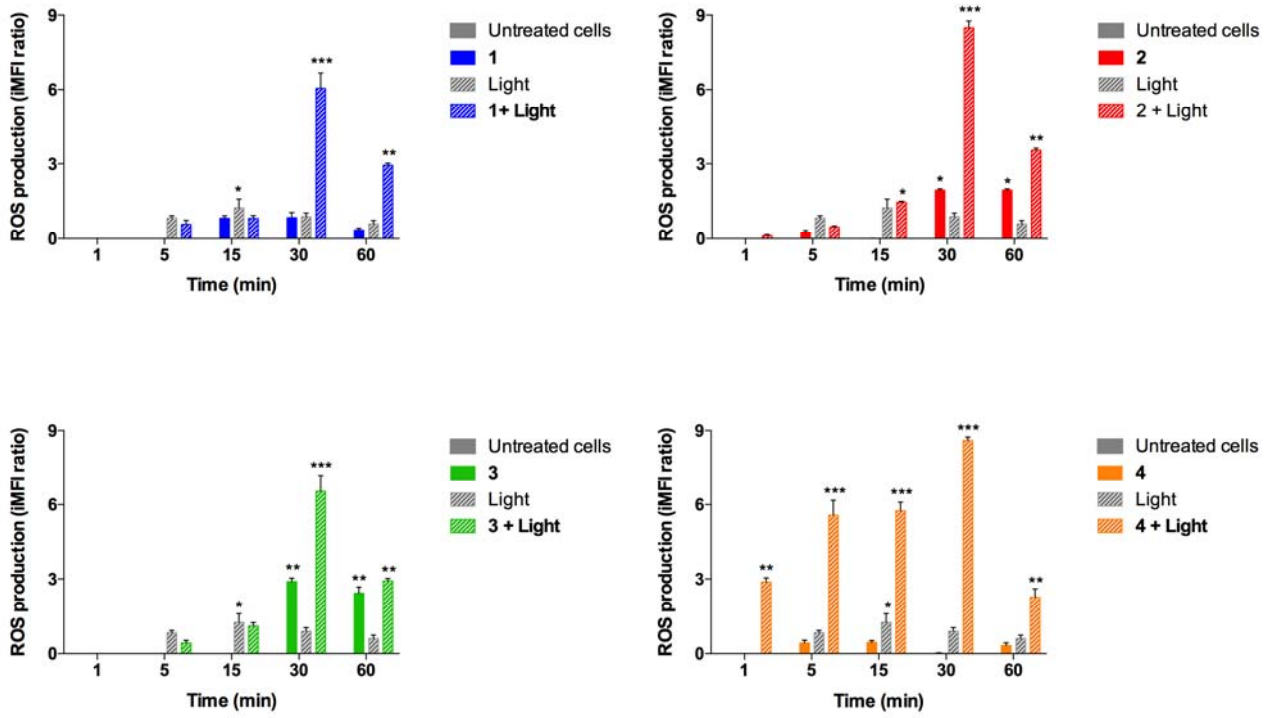 ROS production (iMFI ratio)
9
6
3
0
***
**
*
1 5 15 30 60
Time (min)
Untreated cells
1
Light
1+ Light
ROS production (iMFI ratio)
9
6
3
0
***
**
*
*
*
1 5 15 30 60
Time (min)
Untreated cells
2
Light
2 + Light
ROS production (iMFI ratio)
9
6
3
0
***
** ** **
*
1 5 15 30 60
Time (min)
Untreated cells
3
Light
3 + Light
ROS production (iMFI ratio)
9
6
3
0
***
*** ***
**
**
*
1 5 15 30 60
Time (min)
Untreated cells
4
Light
4 + Light